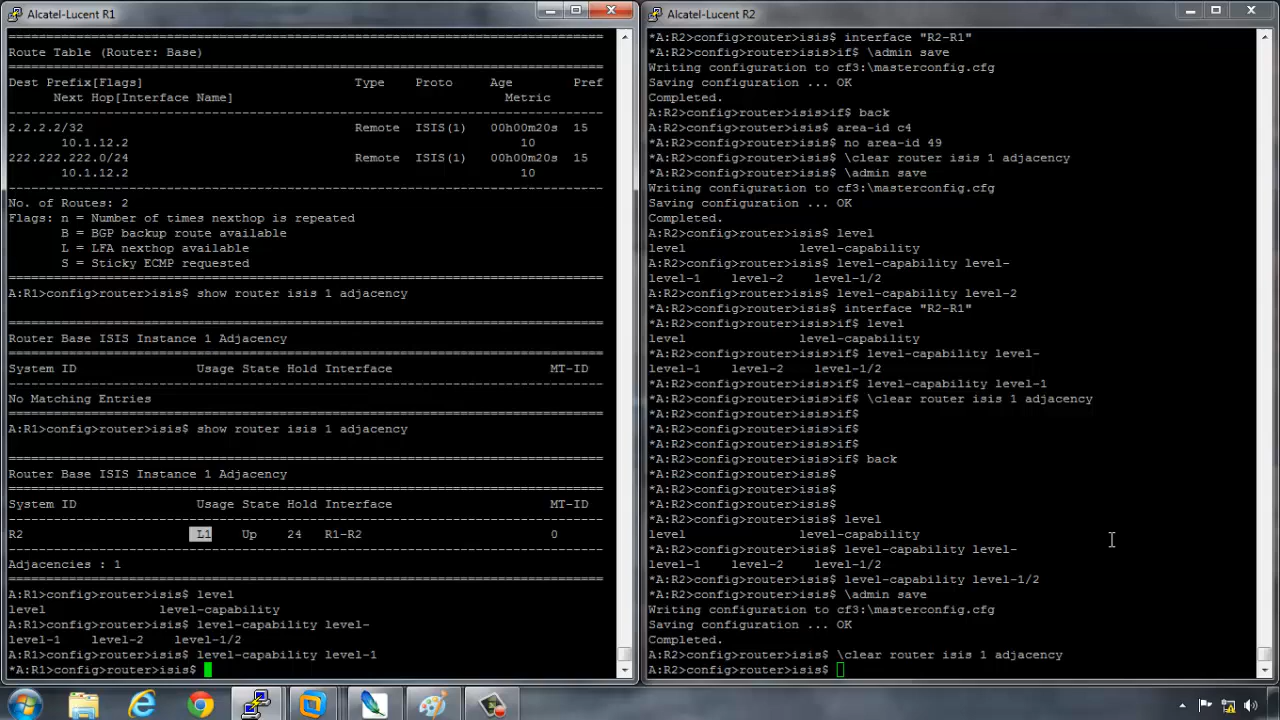 Alcatel-Lucent R1
===============================================================================
Route Table (Router: Base)
===============================================================================
Dest Prefix[Flags] Type Proto Age Pref
Next Hop[Interface Name] Metric
-------------------------------------------------------------------------------
2.2.2.2/32 Remote ISIS(1) 00h00m20s 15
10.1.12.2 10
222.222.222.0/24 Remote ISIS(1) 00h00m20s 15
10.1.12.2 10
-------------------------------------------------------------------------------
No. of Routes: 2
Flags: n = Number of times nexthop is repeated
B = BGP backup route available
L = LFA nexthop available
S = Sticky ECMP requested
===============================================================================
A:R1>config>router>isis$ show router isis 1 adjacency
===============================================================================
Router Base ISIS Instance 1 Adjacency
===============================================================================
System ID Usage State Hold Interface MT-ID
-------------------------------------------------------------------------------
No Matching Entries
===============================================================================
A:R1>config>router>isis$ show router isis 1 adjacency
===============================================================================
Router Base ISIS Instance 1 Adjacency
===============================================================================
System ID Usage State Hold Interface MT-ID
-------------------------------------------------------------------------------
R2 L1 Up 24 R1-R2 0
-------------------------------------------------------------------------------
Adjacencies : 1
===============================================================================
A:R1>config>router>isis$ level
level level-capability
A:R1>config>router>isis$ level-capability level-
level-1 level-2 level-1/2
A:R1>config>router>isis$ level-capability level-1
*A:R1>config>router>isis$
Alcatel-Lucent R2
*A:R2>config>router>isis$ interface "R2-R1"
*A:R2>config>router>isis>if$ \admin save
Writing configuration to cf3:\masterconfig.cfg
Saving configuration ... OK
Completed.
A:R2>config>router>isis>if$ back
A:R2>config>router>isis$ area-id c4
*A:R2>config>router>isis$ no area-id 49
*A:R2>config>router>isis$ \clear router isis 1 adjacency
*A:R2>config>router>isis$ \admin save
Writing configuration to cf3:\masterconfig.cfg
Saving configuration ... OK
Completed.
A:R2>config>router>isis$ level
level level-capability
A:R2>config>router>isis$ level-capability level-
level-1 level-2 level-1/2
A:R2>config>router>isis$ level-capability level-2
*A:R2>config>router>isis$ interface "R2-R1"
*A:R2>config>router>isis>if$ level
level level-capability
*A:R2>config>router>isis>if$ level-capability level-
level-1 level-2 level-1/2
*A:R2>config>router>isis>if$ level-capability level-1
*A:R2>config>router>isis>if$ \clear router isis 1 adjacency
*A:R2>config>router>isis>if$
*A:R2>config>router>isis>if$
*A:R2>config>router>isis>if$
*A:R2>config>router>isis>if$ back
*A:R2>config>router>isis$
*A:R2>config>router>isis$
*A:R2>config>router>isis$
*A:R2>config>router>isis$ level
level level-capability
*A:R2>config>router>isis$ level-capability level-
level-1 level-2 level-1/2
*A:R2>config>router>isis$ level-capability level-1/2
*A:R2>config>router>isis$ \admin save
Writing configuration to cf3:\masterconfig.cfg
Saving configuration ... OK
Completed.
A:R2>config>router>isis$ \clear router isis 1 adjacency
A:R2>config>router>isis$